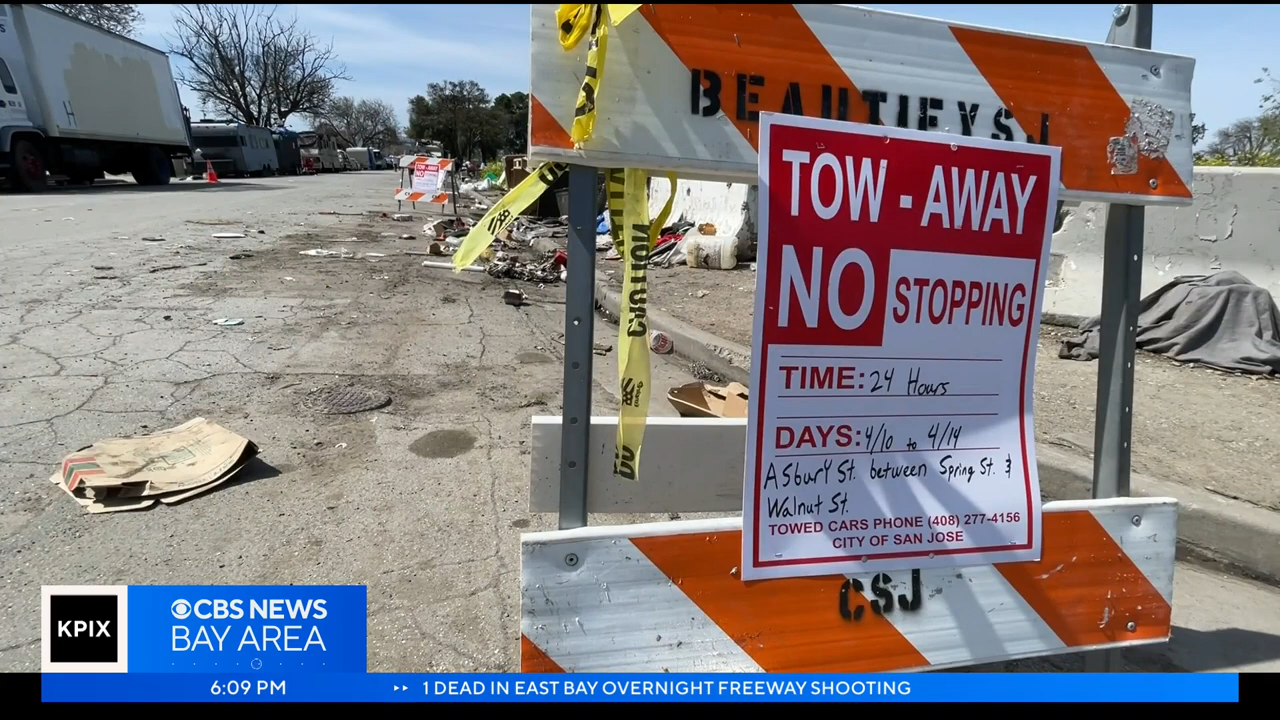 BEAUTIFYSJ
TOW - AWAY
NO STOPPING
TIME: 24 Hours
DAYS: 4/10 to 4/14
Asbury St. between Spring St. &
Walnut St.
TOWED CARS PHONE (408) 277-4156
CITY OF SAN JOSE
CSJ
CAUTION
DO
KPIX
CBS NEWS
BAY AREA
6:09 PM
1 DEAD IN EAST BAY OVERNIGHT FREEWAY SHOOTING